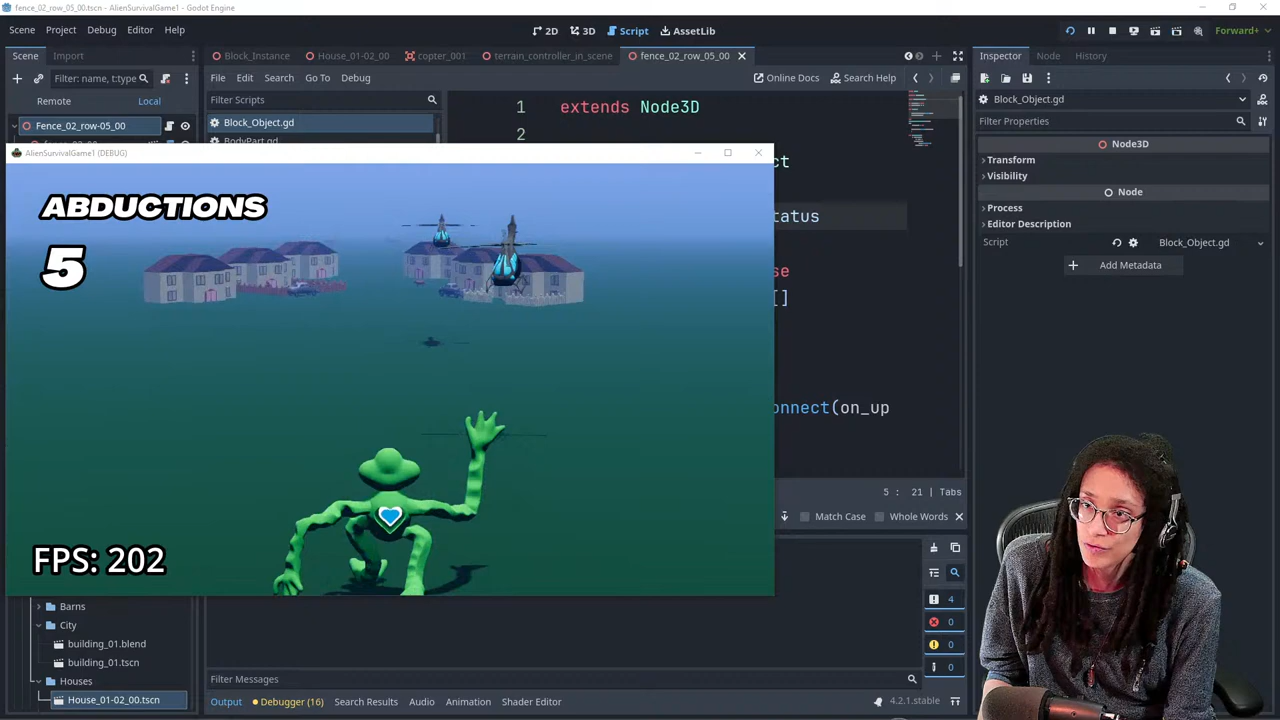 fence_02_row_05_00.tscn - AlienSurvivalGame1 - Godot Engine
Scene Project Debug Editor Help
2D 3D Script AssetLib
Forward+
Scene Import
Block_Instance House_01-02_00 copter_001 terrain_controller_in_scene fence_02_row_05_00
Inspector Node History
Filter: name, t:type
File Edit Search Go To Debug
Online Docs Search Help
Remote Local
Filter Scripts
Block_Object.gd
Fence_02_row-05_00
Block_Object.gd
BodyPart.gd
1 extends Node3D
2
Filter Properties
Node3D
Transform
Visibility
Node
Process
Editor Description
Script Block_Object.gd
Add Metadata
AlienSurvivalGame1 (DEBUG)
ABDUCTIONS
5
FPS: 202
ct
tatus
se
[]
onnect(on_up
5 : 21 | Tabs
Match Case Whole Words
4
0
0
0
Barns
City
building_01.blend
building_01.tscn
Houses
House_01-02_00.tscn
Filter Messages
Output Debugger (16) Search Results Audio Animation Shader Editor
4.2.1.stable